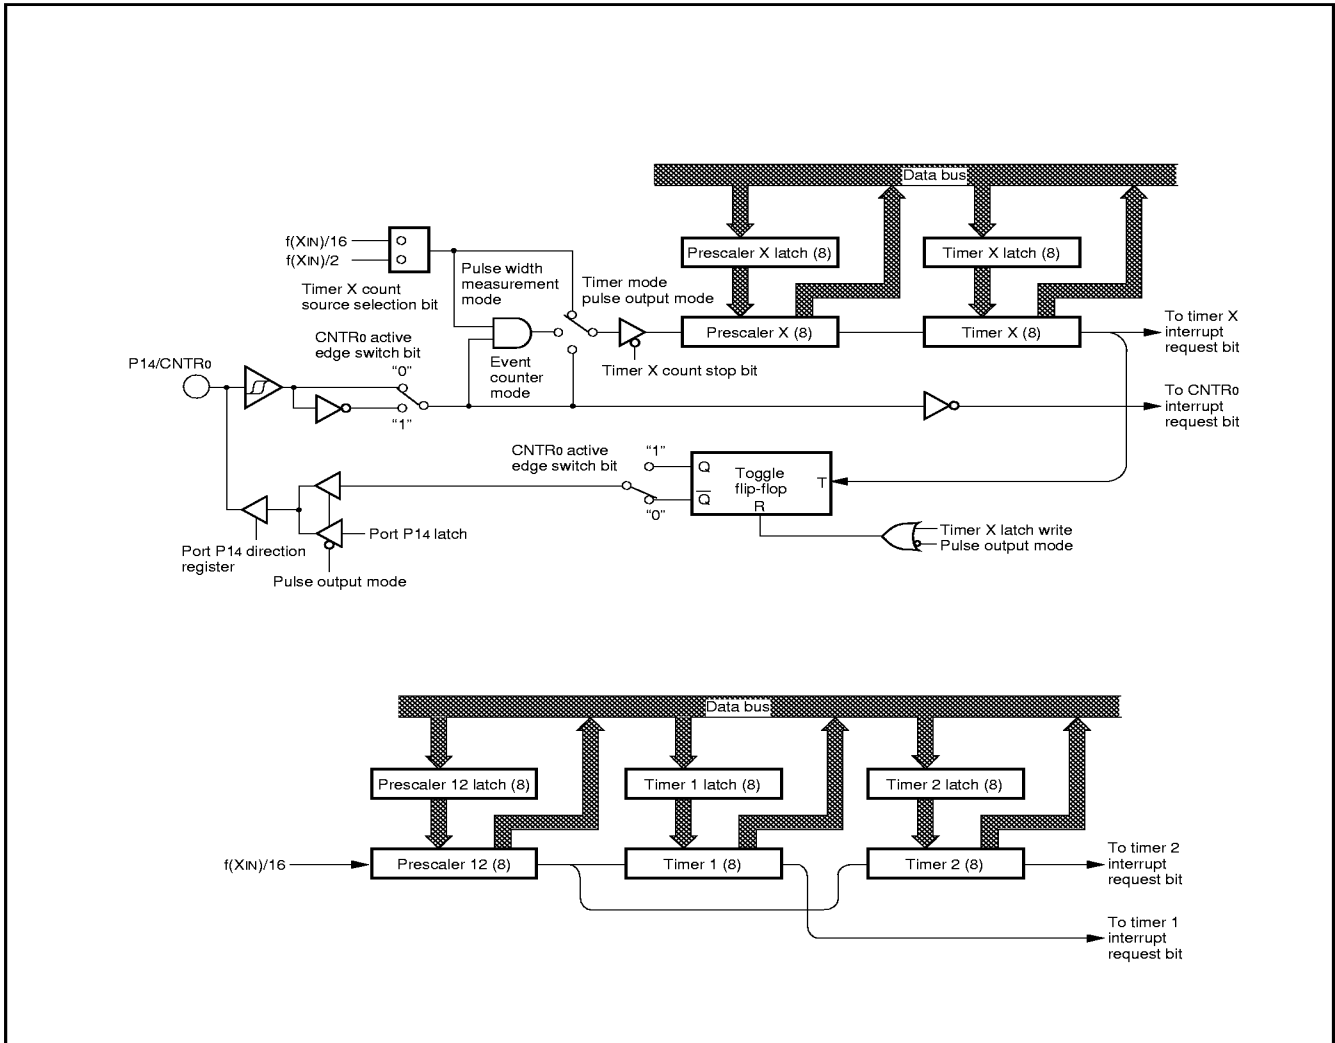 Data bus
f(XIN)/16
f(XIN)/2
Timer X count
source selection bit
Pulse width
measurement
mode
Timer mode
pulse output mode
Prescaler X latch (8)
Timer X latch (8)
Prescaler X (8)
Timer X (8)
To timer X
interrupt
request bit
CNTR0 active
edge switch bit
"0"
"1"
P14/CNTR0
Event
counter
mode
Timer X count stop bit
To CNTR0
interrupt
request bit
CNTR0 active
edge switch bit
"1"
"0"
Q
Q̅
Toggle
flip-flop
T
R
Timer X latch write
Pulse output mode
Port P14 latch
Port P14 direction
register
Pulse output mode
Data bus
Prescaler 12 latch (8)
Timer 1 latch (8)
Timer 2 latch (8)
f(XIN)/16
Prescaler 12 (8)
Timer 1 (8)
Timer 2 (8)
To timer 2
interrupt
request bit
To timer 1
interrupt
request bit